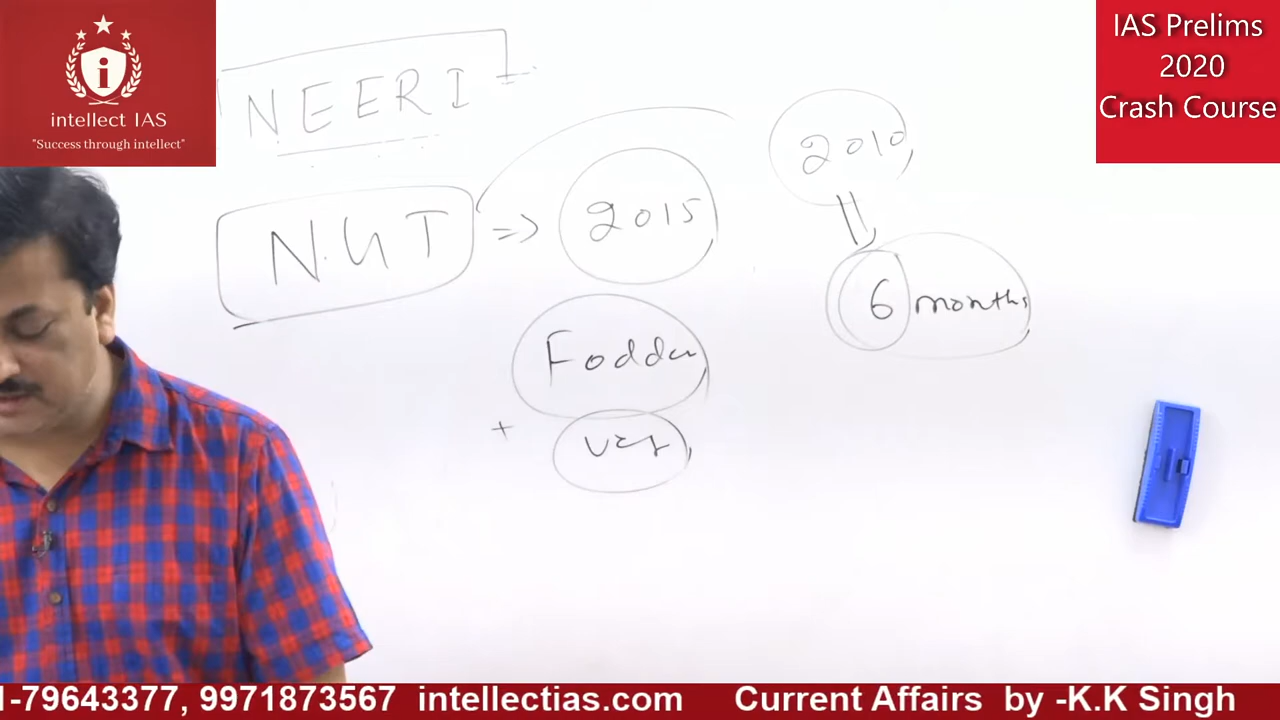 intellect IAS
"Success through intellect"
IAS Prelims
2020
Crash Course
NEERI
N.G.T => 2015
2010
6 months
Fodder
+ veg
1-79643377, 9971873567 intellectias.com Current Affairs by -K.K Singh